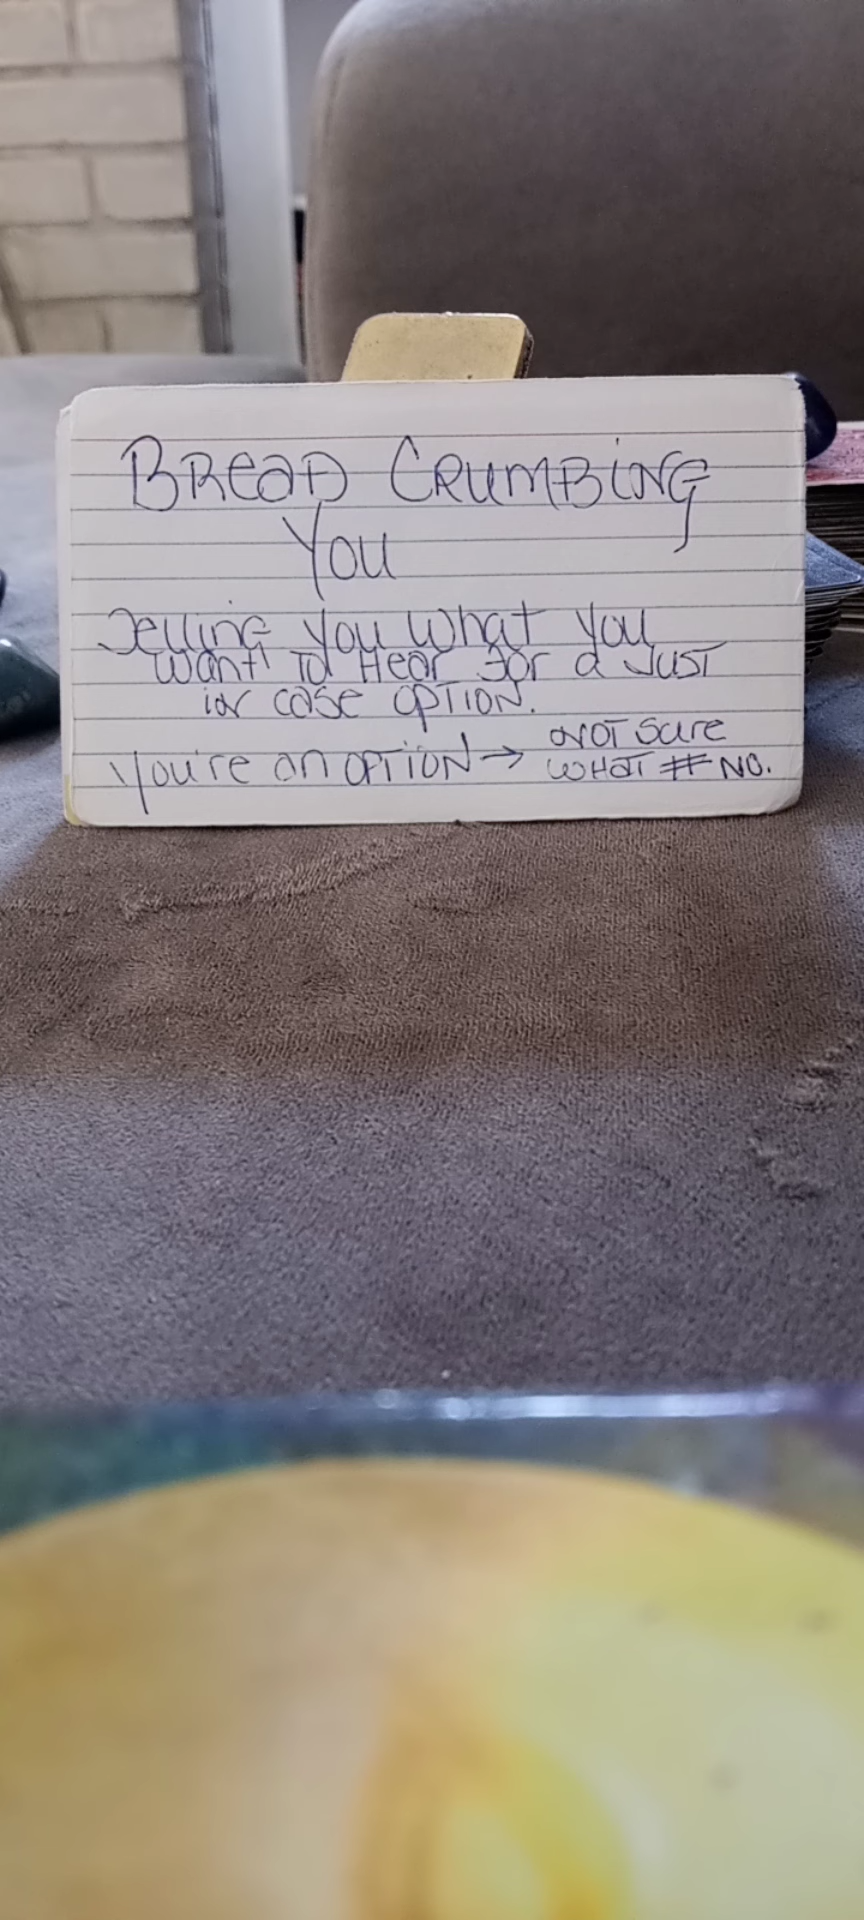 BREAD CRUMBING
YOU
Telling you what you
want to Hear for a JUST
in case OPTION.
You're an OPTION → NOT Sure
WHAT # NO.